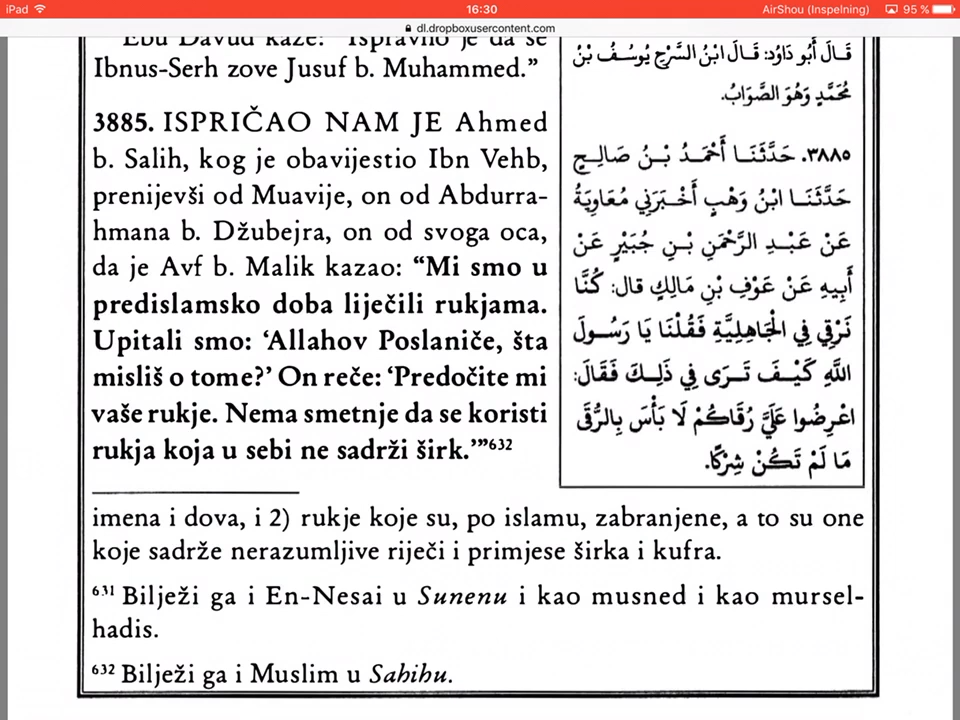 iPad
16:30
AirShou (Inspelning)
95 %
dl.dropboxusercontent.com
Ebu Davud kaže: “Ispravno je da se
Ibnus-Serh zove Jusuf b. Muhammed.”
3885. ISPRIČAO NAM JE Ahmed
b. Salih, kog je obavijestio Ibn Vehb,
prenijevši od Muavije, on od Abdurra-
hmana b. Džubejra, on od svoga oca,
da je Avf b. Malik kazao: “Mi smo u
predislamsko doba liječili rukjama.
Upitali smo: ‘Allahov Poslaniče, šta
misliš o tome?’ On reče: ‘Predočite mi
vaše rukje. Nema smetnje da se koristi
rukja koja u sebi ne sadrži širk.’”632
قَالَ أَبُو دَاوُد: قَالَ ابْنُ السَّرْحِ يُوسُفُ بْنُ
مُحَمَّدٍ وَهُوَ الصَّوَابُ.
٣٨٨٥. حَدَّثَنَا أَحْمَدُ بْنُ صَالِحٍ
حَدَّثَنَا ابْنُ وَهْبٍ أَخْبَرَنِي مُعَاوِيَةُ
عَنْ عَبْدِ الرَّحْمَنِ بْنِ جُبَيْرٍ عَنْ
أَبِيهِ عَنْ عَوْفِ بْنِ مَالِكٍ قال: كُنَّا
نَرْقِي فِي الْجَاهِلِيَّةِ فَقُلْنَا يَا رَسُولَ
اللَّهِ كَيْفَ تَرَى فِي ذَلِكَ فَقَالَ:
اعْرِضُوا عَلَيَّ رُقَاكُمْ لَا بَأْسَ بِالرُّقَى
مَا لَمْ تَكُنْ شِرْكًا.
imena i dova, i 2) rukje koje su, po islamu, zabranjene, a to su one
koje sadrže nerazumljive riječi i primjese širka i kufra.
631 Bilježi ga i En-Nesai u Sunenu i kao musned i kao mursel-
hadis.
632 Bilježi ga i Muslim u Sahihu.